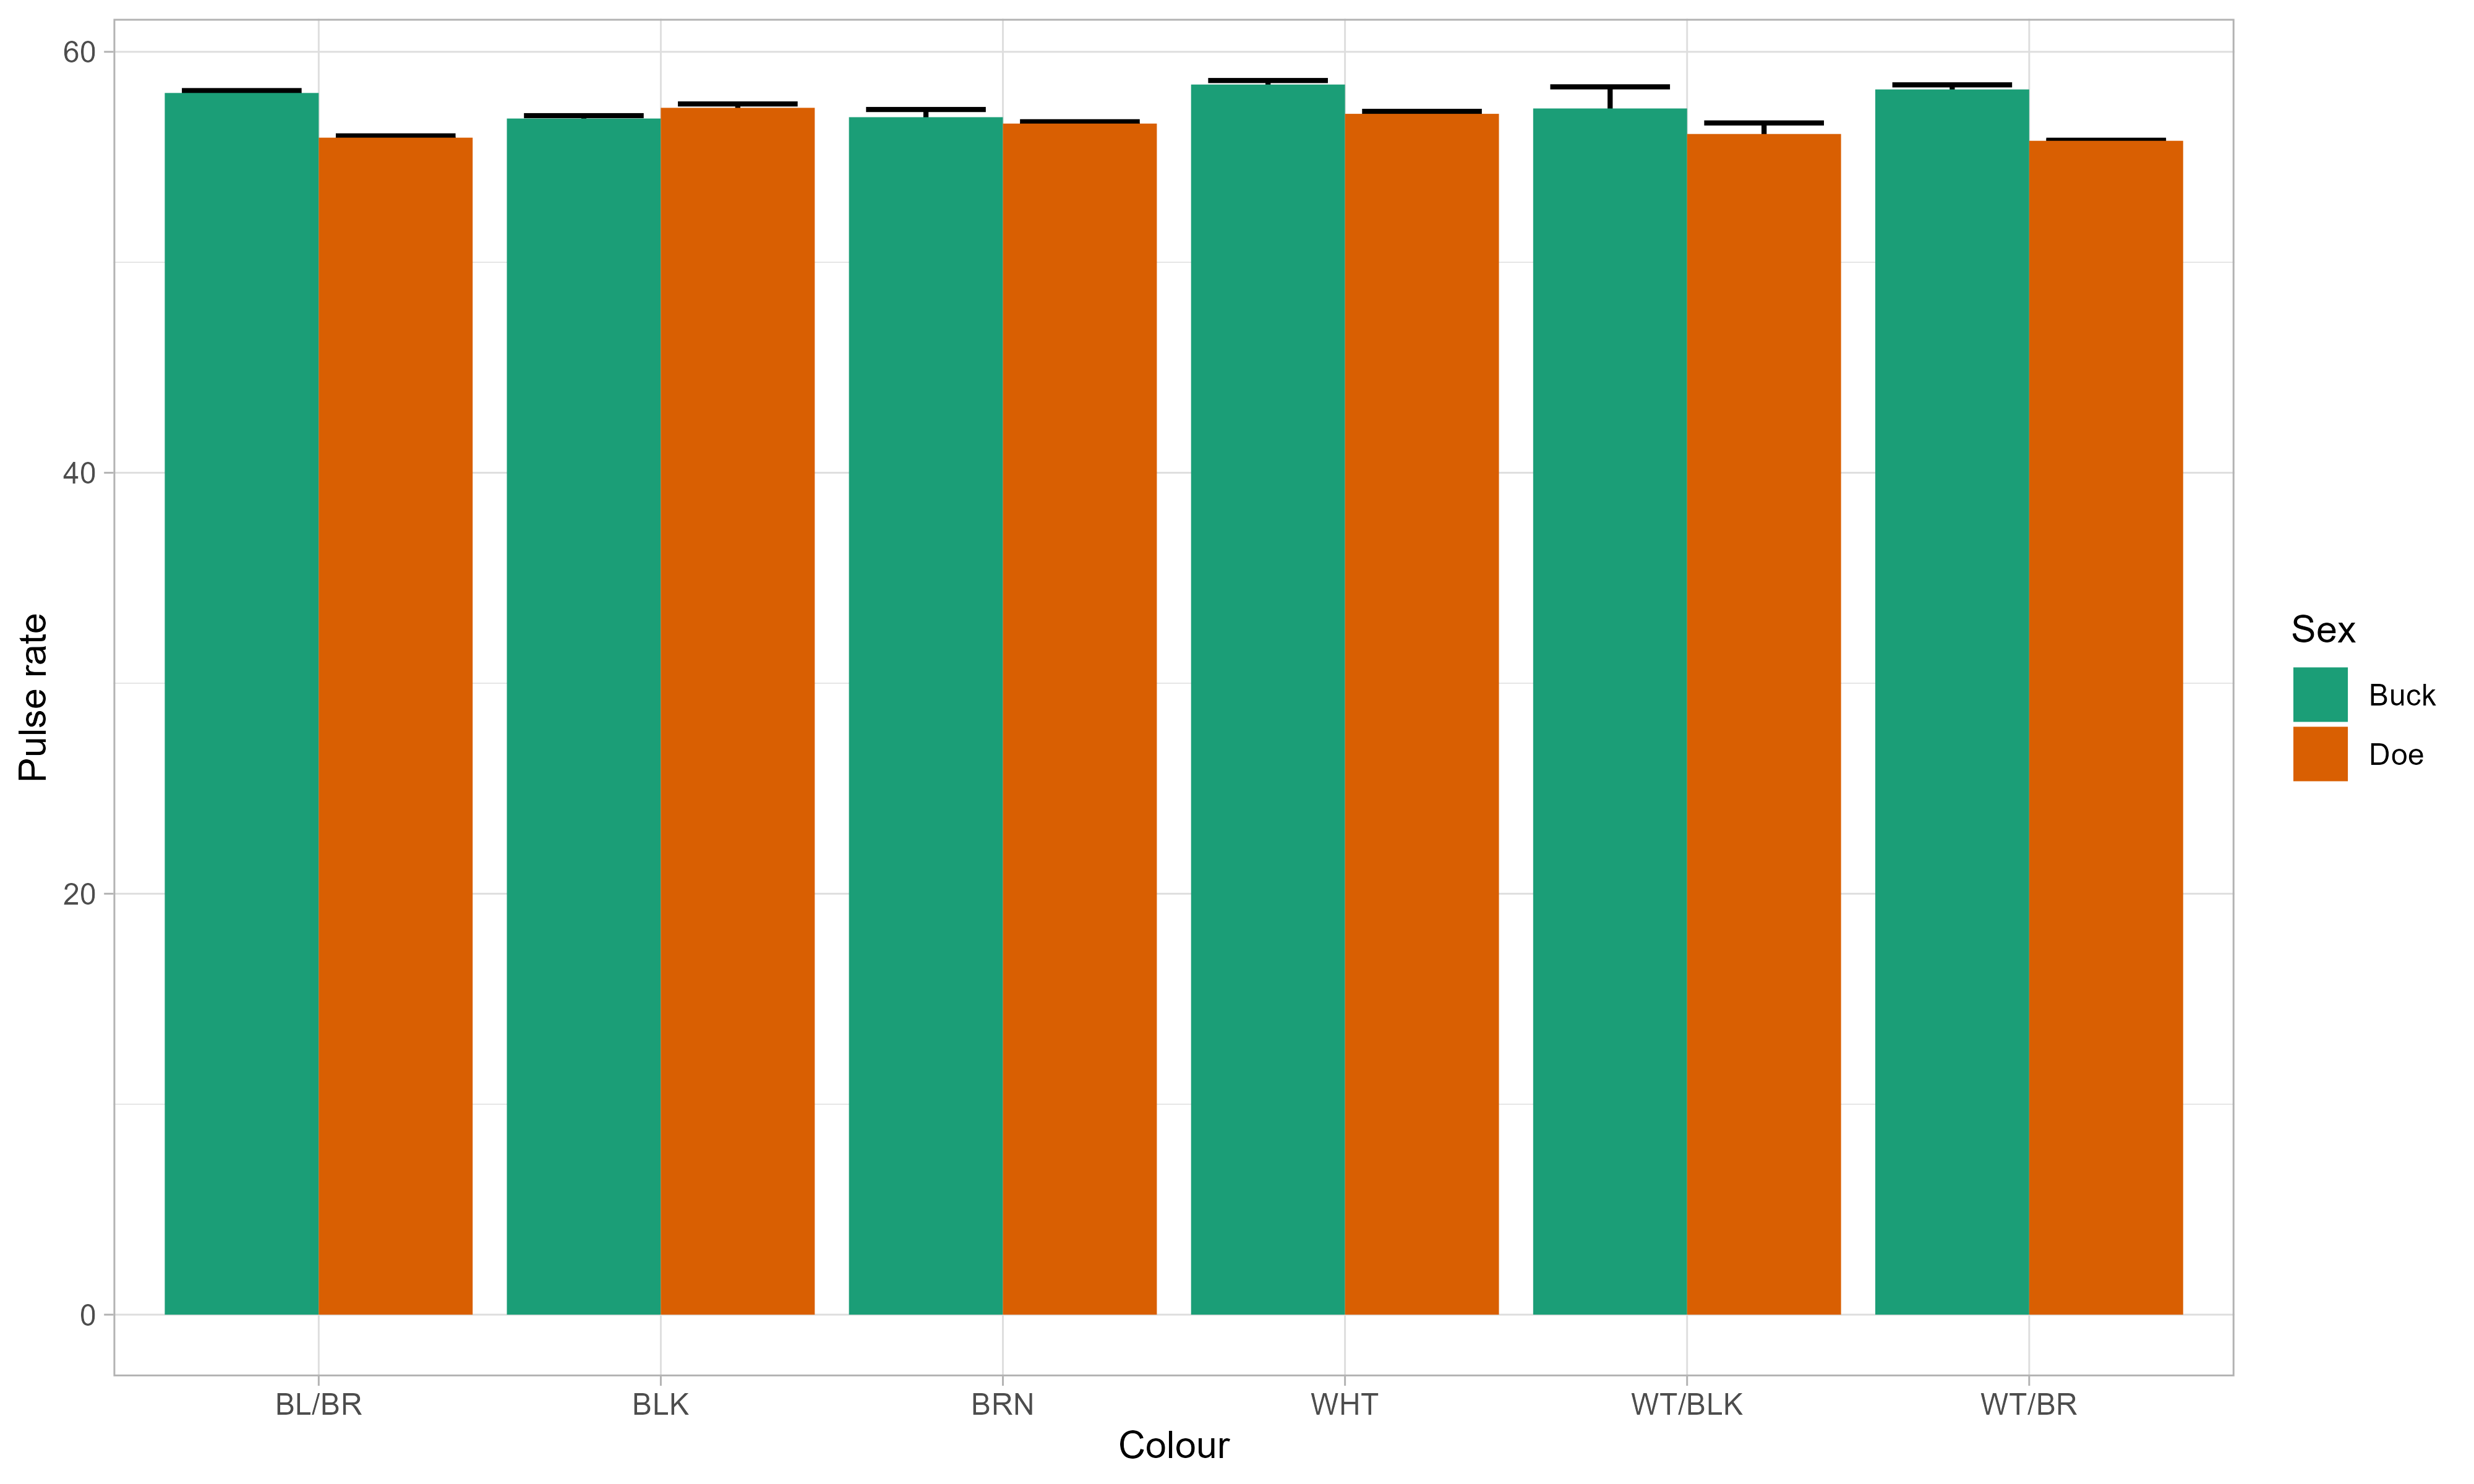 60
40
20
0
Pulse rate
BL/BR BLK BRN WHT WT/BLK WT/BR
Colour
Sex
Buck
Doe